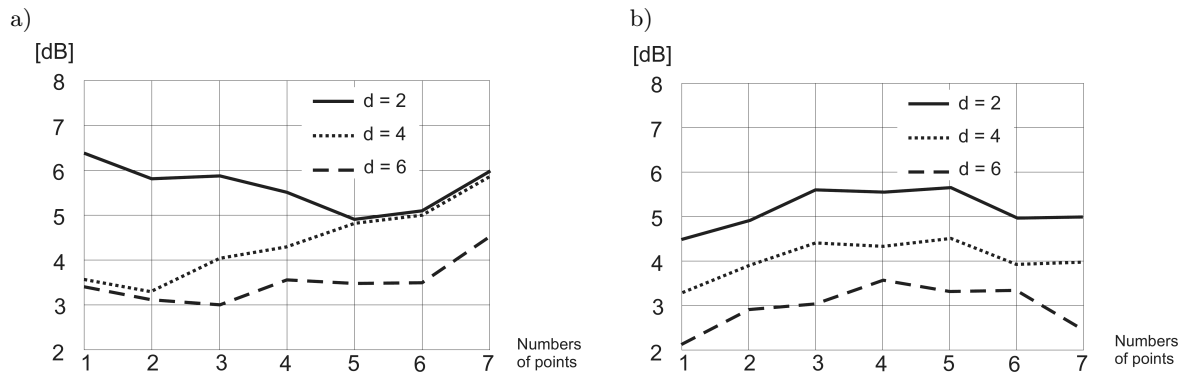 a)
[dB]
8
7
6
5
4
3
2
1 2 3 4 5 6 7
d = 2
d = 4
d = 6
Numbers
of points
b)
[dB]
8
7
6
5
4
3
2
1 2 3 4 5 6 7
d = 2
d = 4
d = 6
Numbers
of points